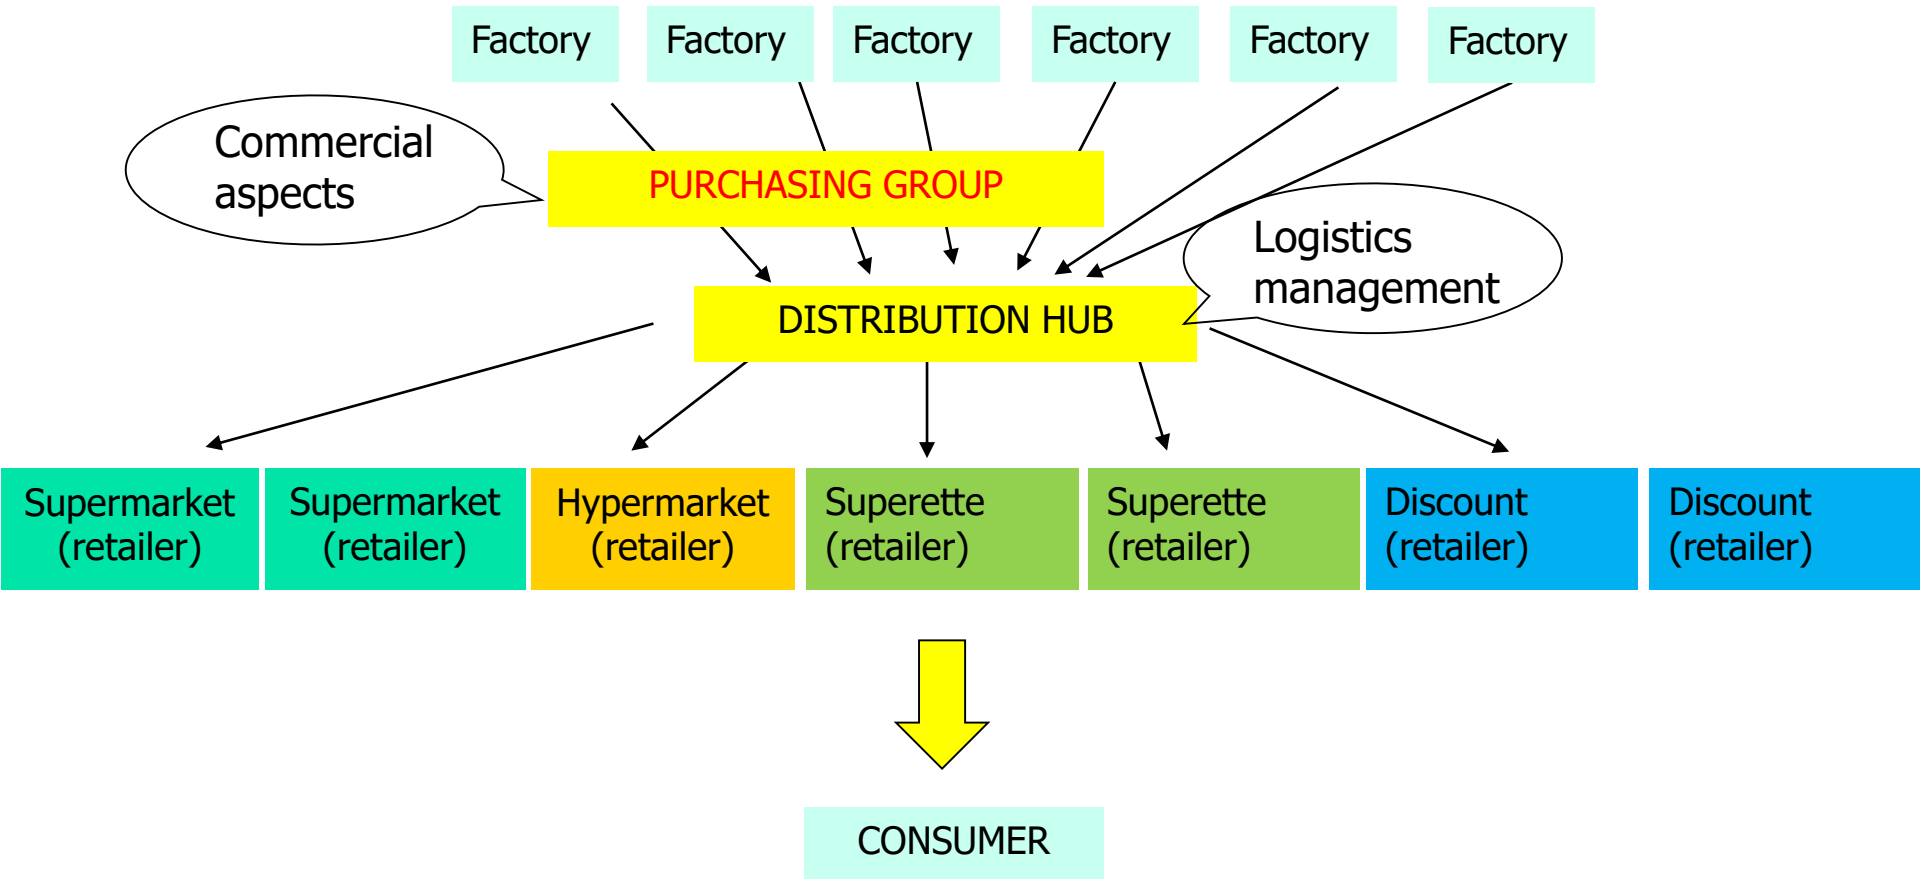 Factory
Factory
Factory
Factory
Factory
Factory
Commercial
aspects
PURCHASING GROUP
Logistics
management
DISTRIBUTION HUB
Supermarket
(retailer)
Supermarket
(retailer)
Hypermarket
(retailer)
Superette
(retailer)
Superette
(retailer)
Discount
(retailer)
Discount
(retailer)
CONSUMER